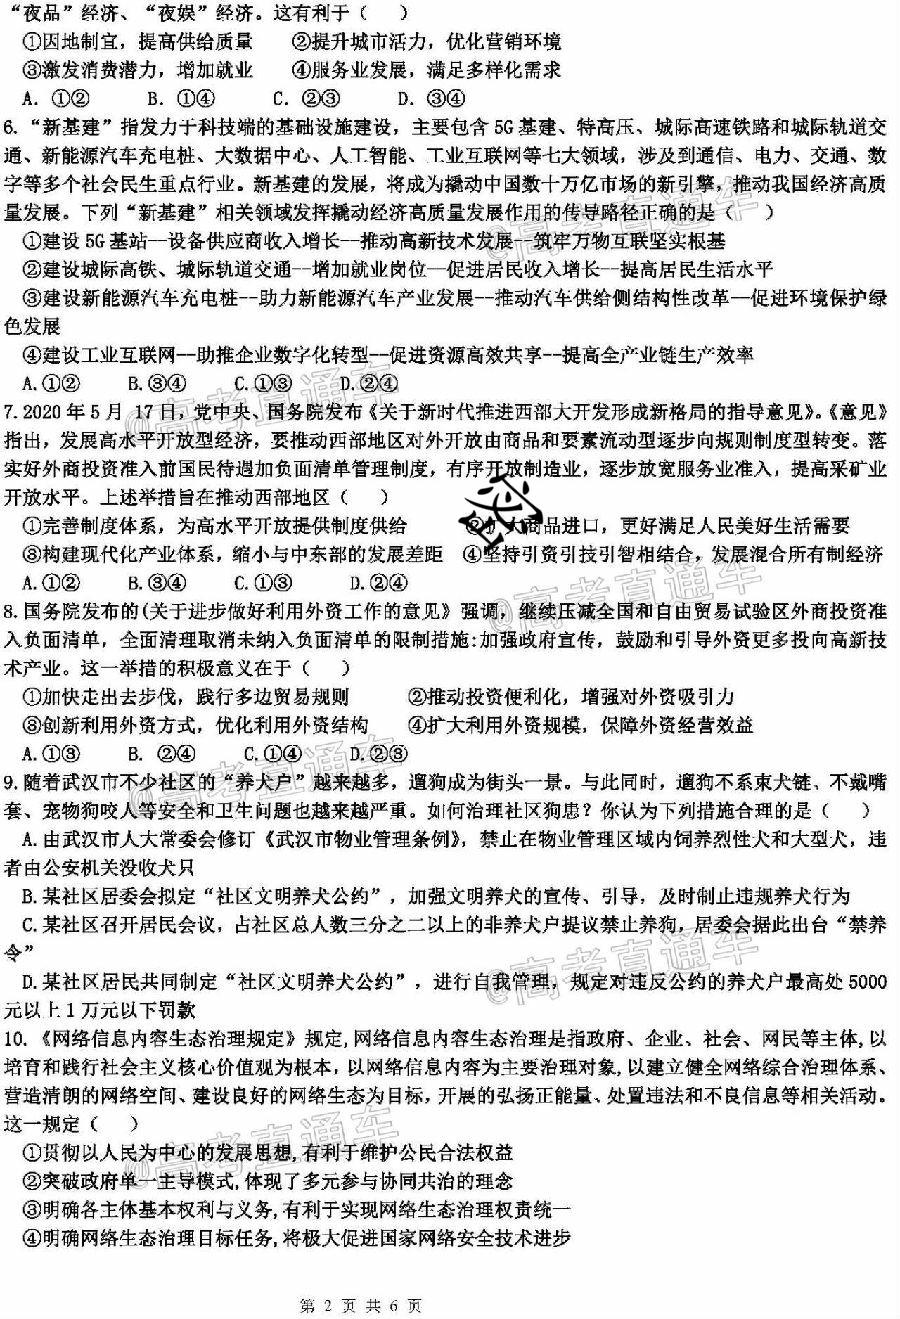 “夜品”经济、“夜娱”经济。这有利于（　　）
①因地制宜，提高供给质量　　②提升城市活力，优化营销环境
③激发消费潜力，增加就业　　④服务业发展，满足多样化需求
A. ①②　　B. ①④　　C. ②③　　D. ③④
6. “新基建”指发力于科技端的基础设施建设，主要包含 5G 基建、特高压、城际高速铁路和城际轨道交
通、新能源汽车充电桩、大数据中心、人工智能、工业互联网等七大领域，涉及到通信、电力、交通、数
字等多个社会民生重点行业。新基建的发展，将成为撬动中国数十万亿市场的新引擎，推动我国经济高质
量发展。下列“新基建”相关领域发挥撬动经济高质量发展作用的传导路径正确的是（　　）
①建设 5G 基站--设备供应商收入增长--推动高新技术发展--筑牢万物互联坚实根基
②建设城际高铁、城际轨道交通--增加就业岗位—促进居民收入增长--提高居民生活水平
③建设新能源汽车充电桩--助力新能源汽车产业发展--推动汽车供给侧结构性改革—促进环境保护绿
色发展
④建设工业互联网--助推企业数字化转型--促进资源高效共享--提高全产业链生产效率
A.①②　　B.③④　　C.①③　　D.②④
7. 2020 年 5 月 17 日，党中央、国务院发布《关于新时代推进西部大开发形成新格局的指导意见》。《意见》
指出，发展高水平开放型经济，要推动西部地区对外开放由商品和要素流动型逐步向规则制度型转变。落
实好外商投资准入前国民待遇加负面清单管理制度，有序开放制造业，逐步放宽服务业准入，提高采矿业
开放水平。上述举措旨在推动西部地区（　　）
①完善制度体系，为高水平开放提供制度供给　　②扩大商品进口，更好满足人民美好生活需要
③构建现代化产业体系，缩小与中东部的发展差距　④坚持引资引技引智相结合，发展混合所有制经济
A.①②　　B.③④　　C.①③　　D.②④
密
8. 国务院发布的(关于进步做好利用外资工作的意见》强调，继续压减全国和自由贸易试验区外商投资准
入负面清单，全面清理取消未纳入负面清单的限制措施:加强政府宣传，鼓励和引导外资更多投向高新技
术产业。这一举措的积极意义在于（　　）
①加快走出去步伐，践行多边贸易规则　　②推动投资便利化，增强对外资吸引力
③创新利用外资方式，优化利用外资结构　　④扩大利用外资规模，保障外资经营效益
A.①③　　B. ②④　　C.①④　　D.②③
9. 随着武汉市不少社区的“养犬户”越来越多，遛狗成为街头一景。与此同时，遛狗不系束犬链、不戴嘴
套、宠物狗咬人等安全和卫生问题也越来越严重。如何治理社区狗患？你认为下列措施合理的是（　　）
A. 由武汉市人大常委会修订《武汉市物业管理条例》，禁止在物业管理区域内饲养烈性犬和大型犬，违
者由公安机关没收犬只
B. 某社区居委会拟定“社区文明养犬公约”，加强文明养犬的宣传、引导，及时制止违规养犬行为
C. 某社区召开居民会议，占社区总人数三分之二以上的非养犬户提议禁止养狗，居委会据此出台“禁养
令”
D. 某社区居民共同制定“社区文明养犬公约”，进行自我管理，规定对违反公约的养犬户最高处 5000
元以上 1 万元以下罚款
10. 《网络信息内容生态治理规定》规定,网络信息内容生态治理是指政府、企业、社会、网民等主体,以
培育和践行社会主义核心价值观为根本，以网络信息内容为主要治理对象,以建立健全网络综合治理体系、
营造清朗的网络空间、建设良好的网络生态为目标，开展的弘扬正能量、处置违法和不良信息等相关活动。
这一规定（　　）
①贯彻以人民为中心的发展思想,有利于维护公民合法权益
②突破政府单一主导模式,体现了多元参与协同共治的理念
③明确各主体基本权利与义务,有利于实现网络生态治理权责统一
④明确网络生态治理目标任务,将极大促进国家网络安全技术进步
第 2 页 共 6 页
@高考直通车
@高考直通车
@高考直通车
@高考直通车
@高考直通车
@高考直通车